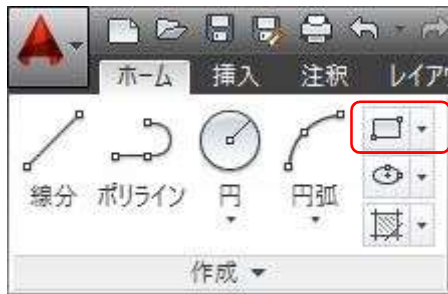 ホーム 挿入 注釈 レイア
線分 ポリライン 円 円弧
作成